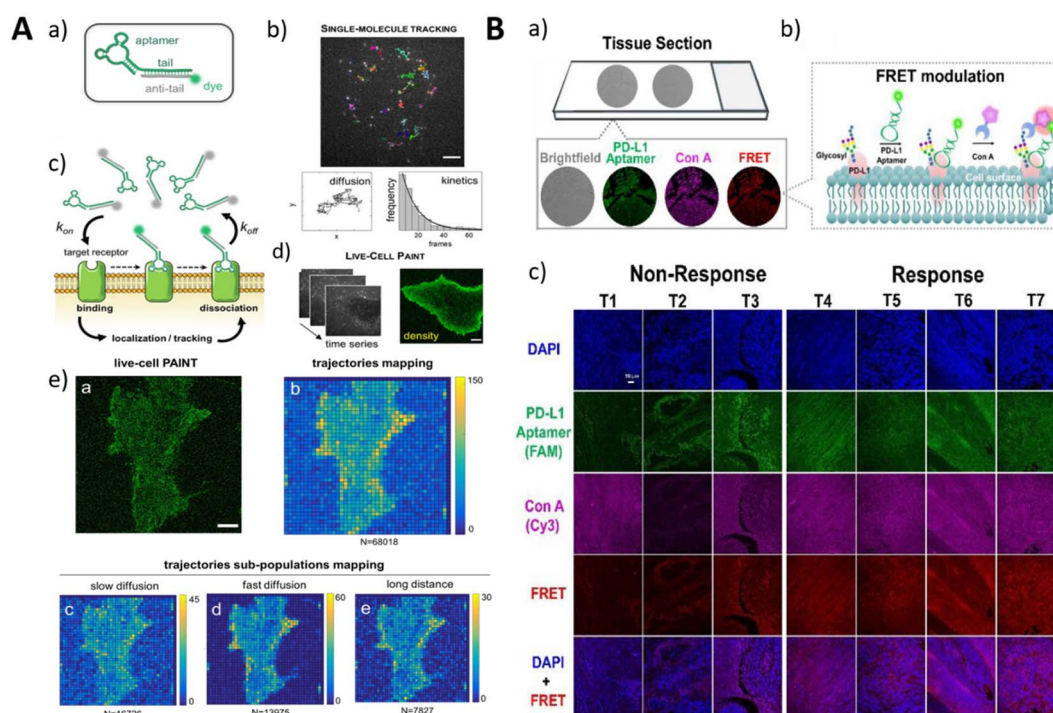 A
a)
aptamer
tail
anti-tail
dye
b)
SINGLE-MOLECULE TRACKING
diffusion
y
x
kinetics
frequency
0 20 40 60
frames
c)
kon
koff
target receptor
binding
dissociation
localization / tracking
d)
LIVE-CELL PAINT
time series
density
e)
live-cell PAINT
a
trajectories mapping
b
150
0
N=68018
trajectories sub-populations mapping
slow diffusion
c
45
0
fast diffusion
d
60
0
N=13975
long distance
e
30
0
N=7827
B
a)
Tissue Section
Brightfield
PD-L1
Aptamer
Con A
FRET
b)
FRET modulation
Glycosyl
PD-L1
PD-L1
Aptamer
Con A
Cell surface
c)
Non-Response
Response
T1 T2 T3 T4 T5 T6 T7
DAPI
PD-L1
Aptamer
(FAM)
Con A
(Cy3)
FRET
DAPI
+
FRET